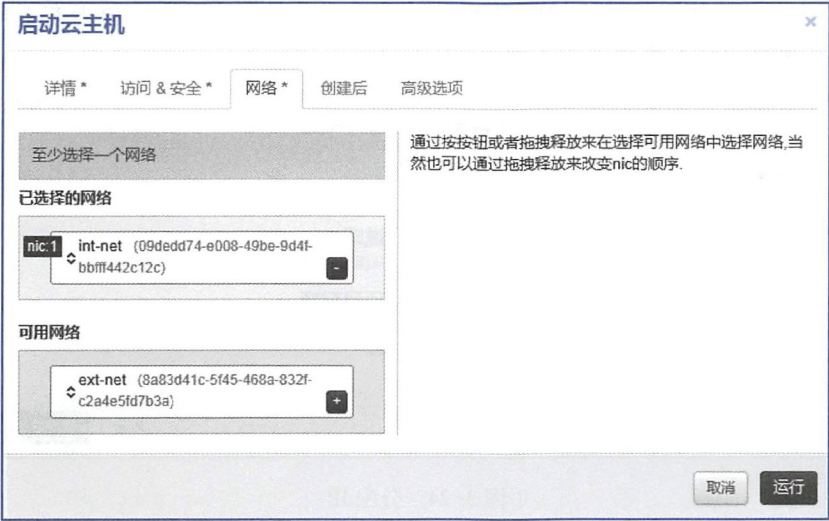 启动云主机 ×
详情 * 访问 & 安全 * 网络 * 创建后 高级选项
至少选择一个网络
已选择的网络
nic:1 int-net (09dedd74-e008-49be-9d4f-
bbfff442c12c) -
可用网络
ext-net (8a83d41c-5f45-468a-832f-
c2a4e5fd7b3a) +
通过按按钮或者拖拽释放来在选择可用网络中选择网络,当
然也可以通过拖拽释放来改变nic的顺序.
取消 运行